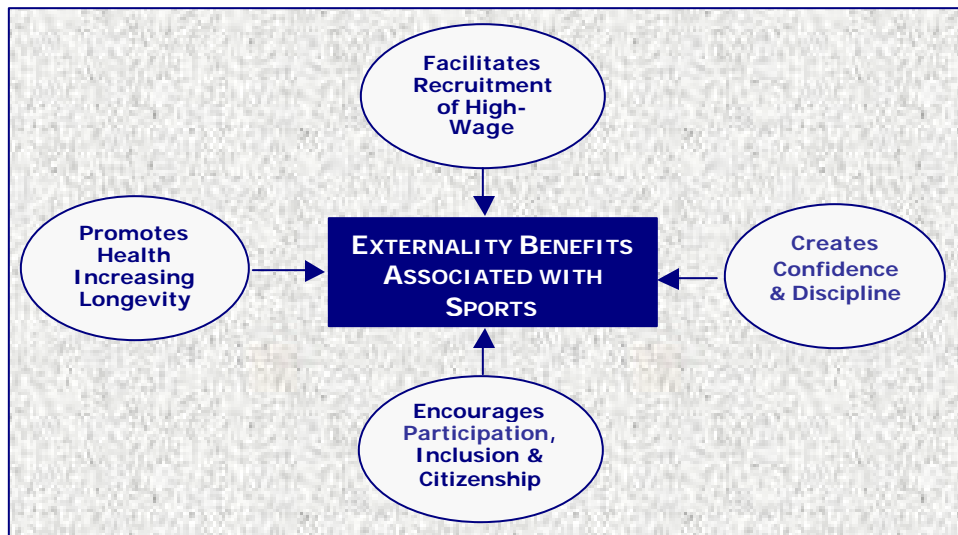 Facilitates
Recruitment
of High-
Wage
Promotes
Health
Increasing
Longevity
EXTERNALITY BENEFITS
ASSOCIATED WITH
SPORTS
Creates
Confidence
& Discipline
Encourages
Participation,
Inclusion &
Citizenship